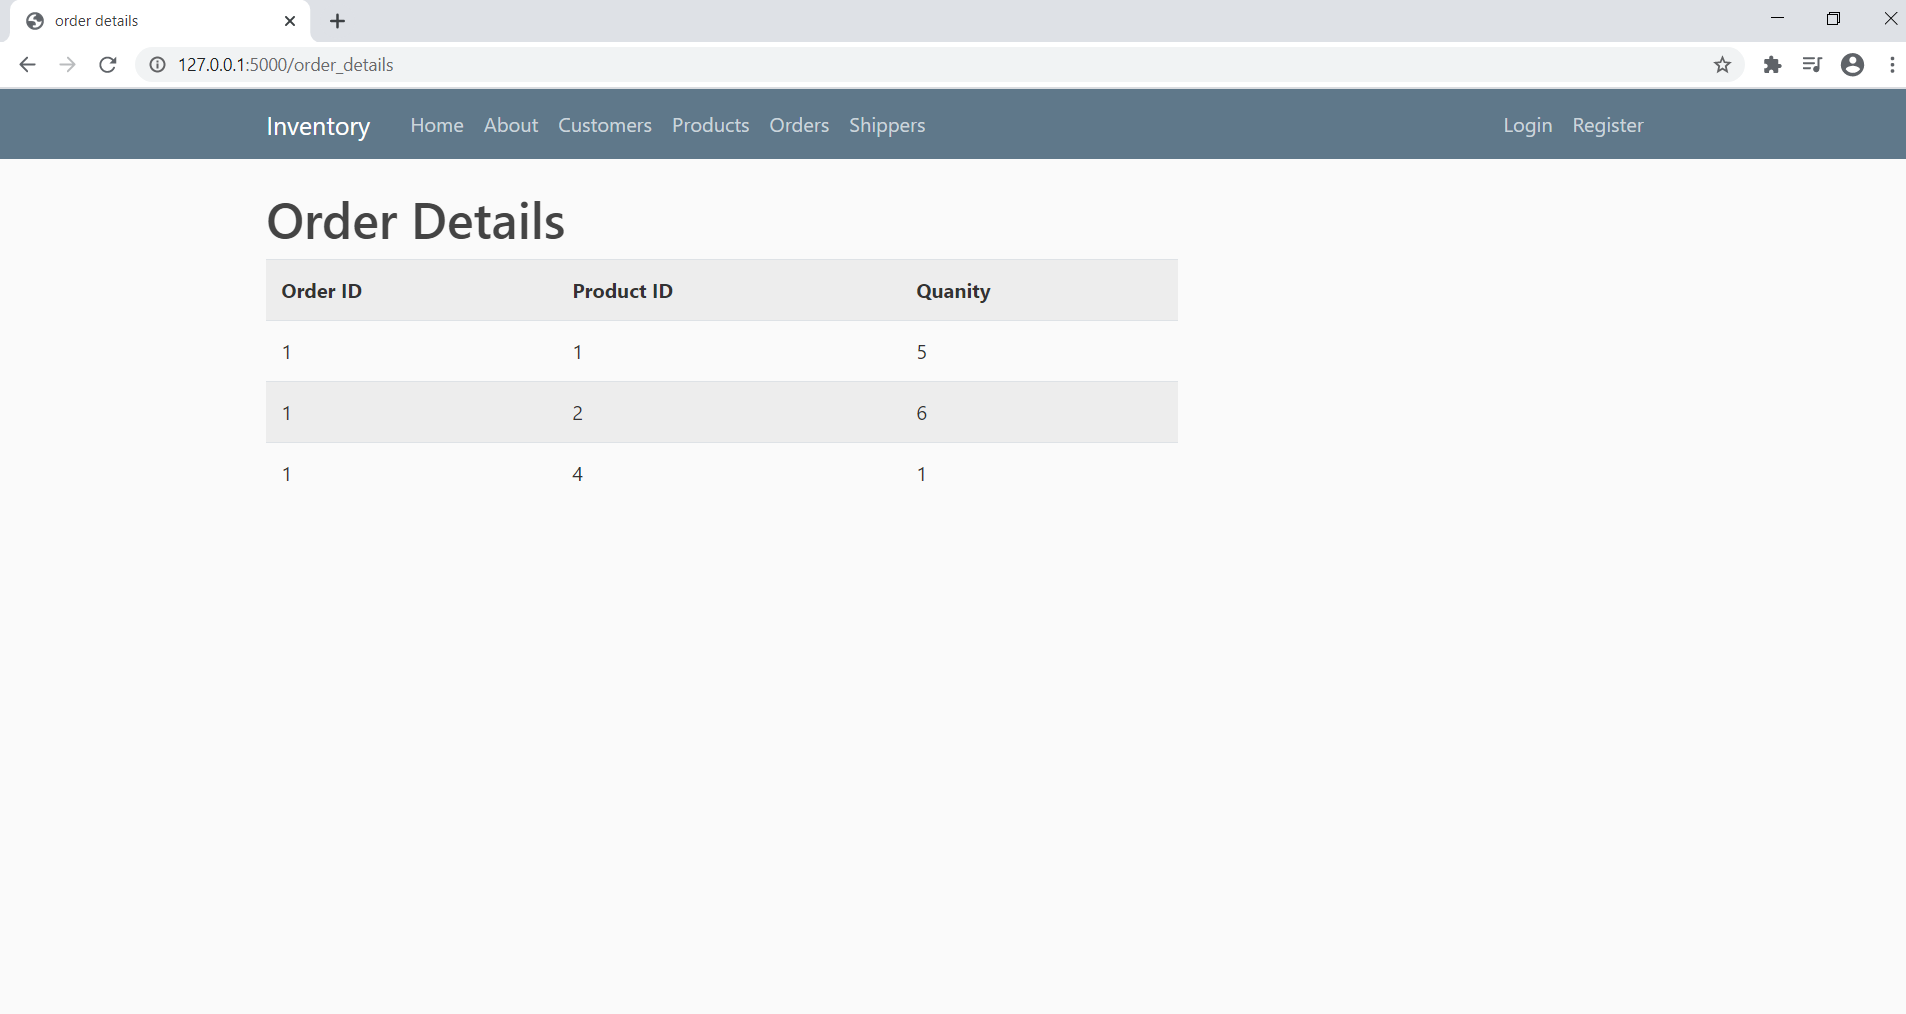 order details
127.0.0.1:5000/order_details
Inventory Home About Customers Products Orders Shippers Login Register
Order Details
Order ID Product ID Quanity
1 1 5
1 2 6
1 4 1